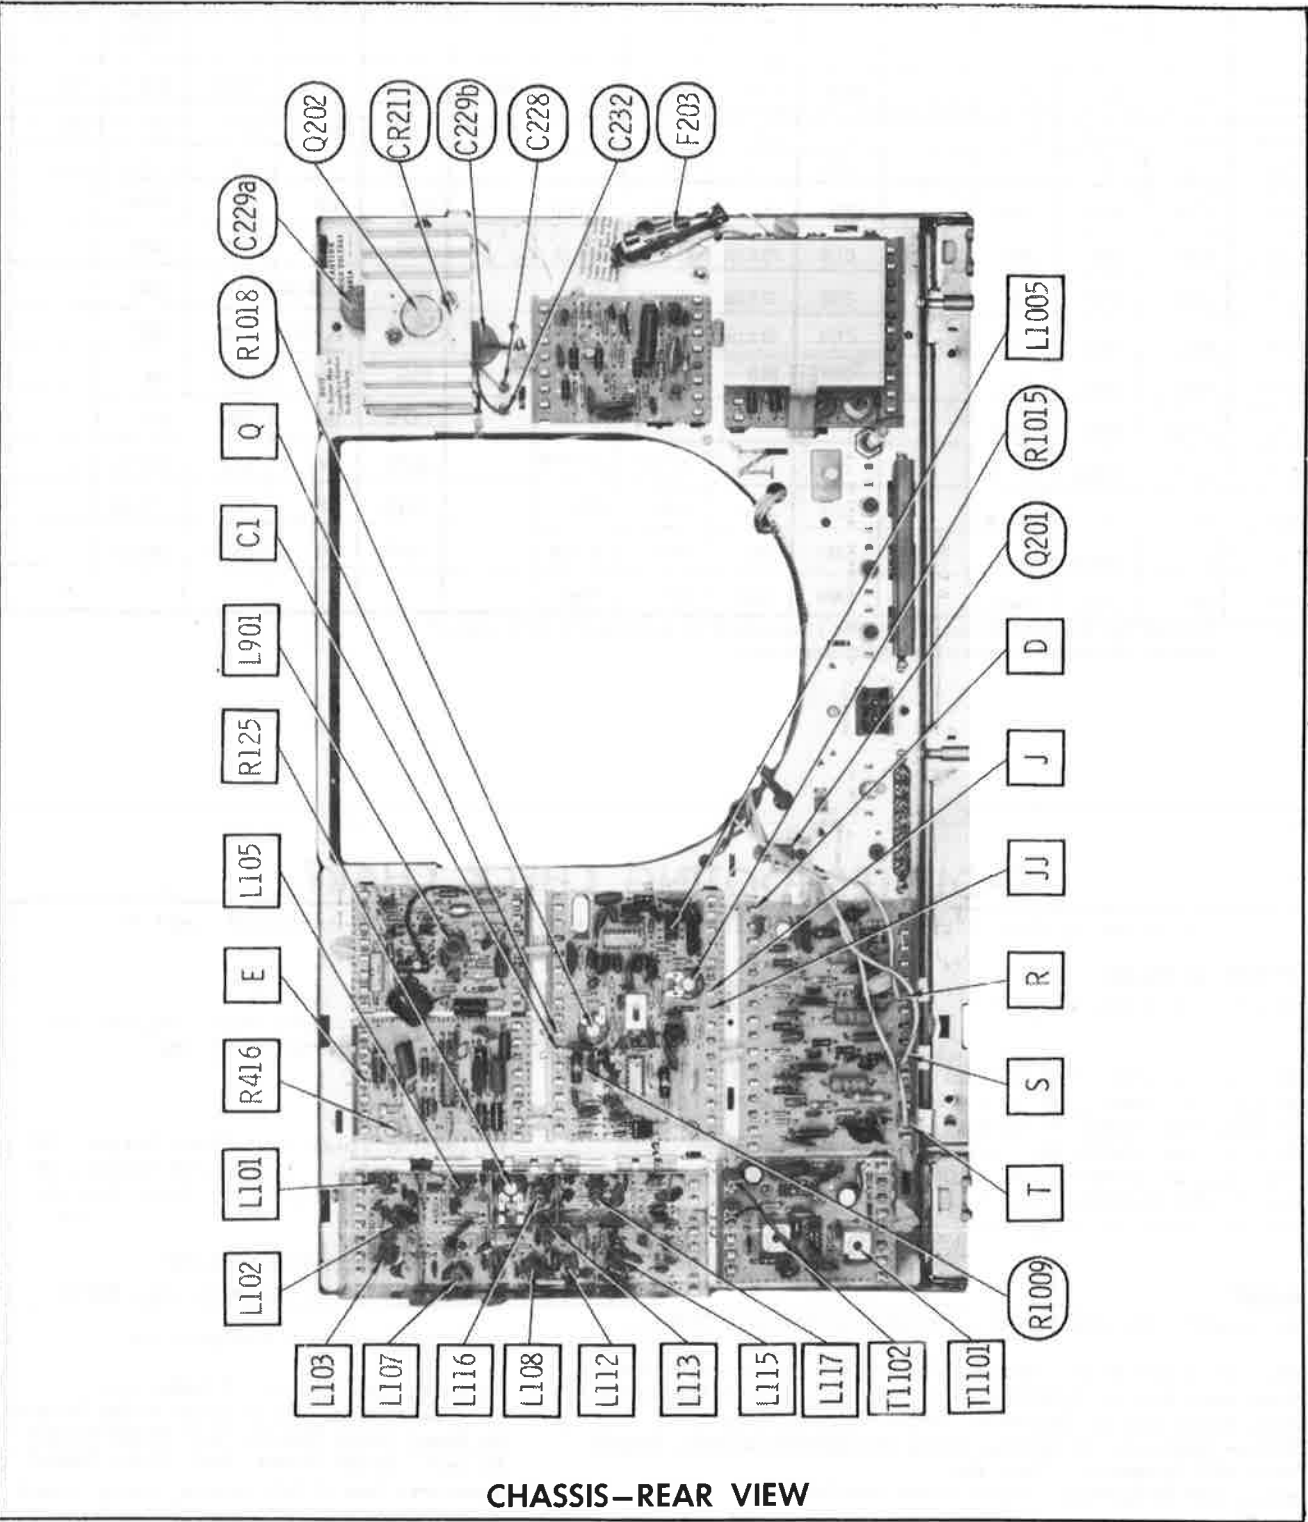 Q202
CR211
C229b
C228
C232
F203
C229a
R1018
Q
C1
L901
R125
L105
E
R416
L101
L102
L1005
R1015
Q201
D
J
JJ
R
S
T
R1009
L103
L107
L116
L108
L112
L113
L115
L117
T1102
T1101
CHASSIS—REAR VIEW